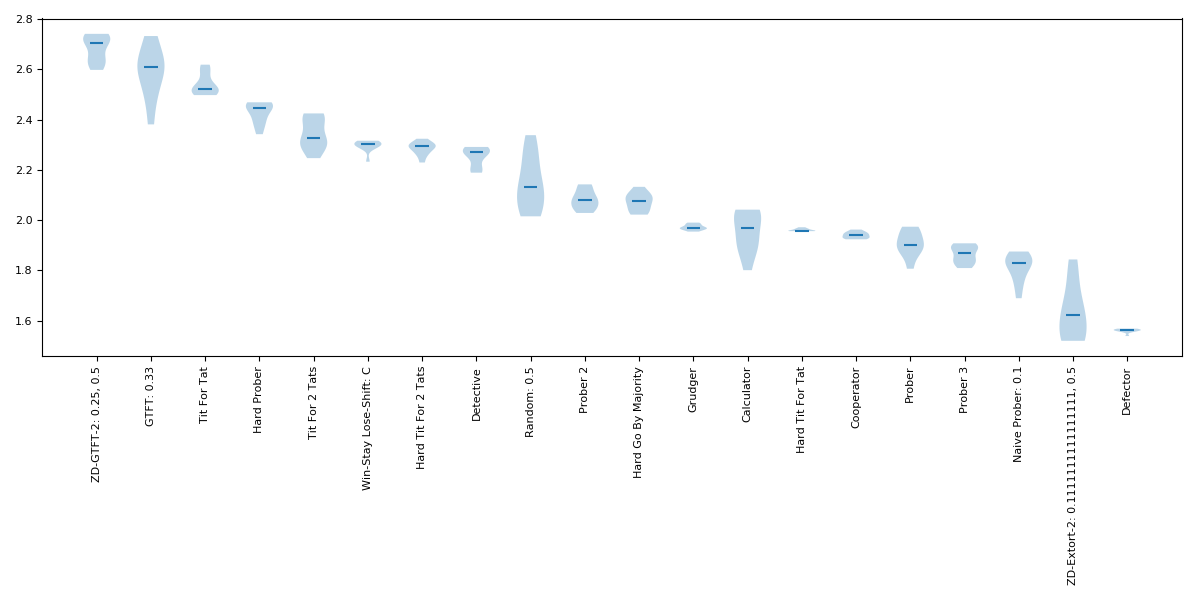 2.8
2.6
2.4
2.2
2.0
1.8
1.6
ZD-GTFT-2: 0.25, 0.5
GTFT: 0.33
Tit For Tat
Hard Prober
Tit For 2 Tats
Win-Stay Lose-Shift: C
Hard Tit For 2 Tats
Detective
Random: 0.5
Prober 2
Hard Go By Majority
Grudger
Calculator
Hard Tit For Tat
Cooperator
Prober
Prober 3
Naive Prober: 0.1
ZD-Extort-2: 0.1111111111111111, 0.5
Defector